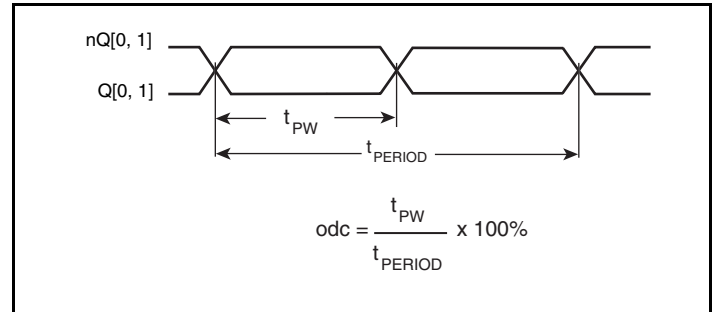 nQ[0, 1]
Q[0, 1]
tPW
tPERIOD
odc = tPW / tPERIOD x 100%